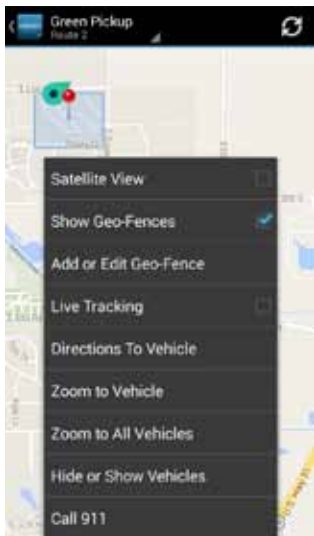 Green Pickup
Route 2
Satellite View
Show Geo-Fences
Add or Edit Geo-Fence
Live Tracking
Directions To Vehicle
Zoom to Vehicle
Zoom to All Vehicles
Hide or Show Vehicles
Call 911